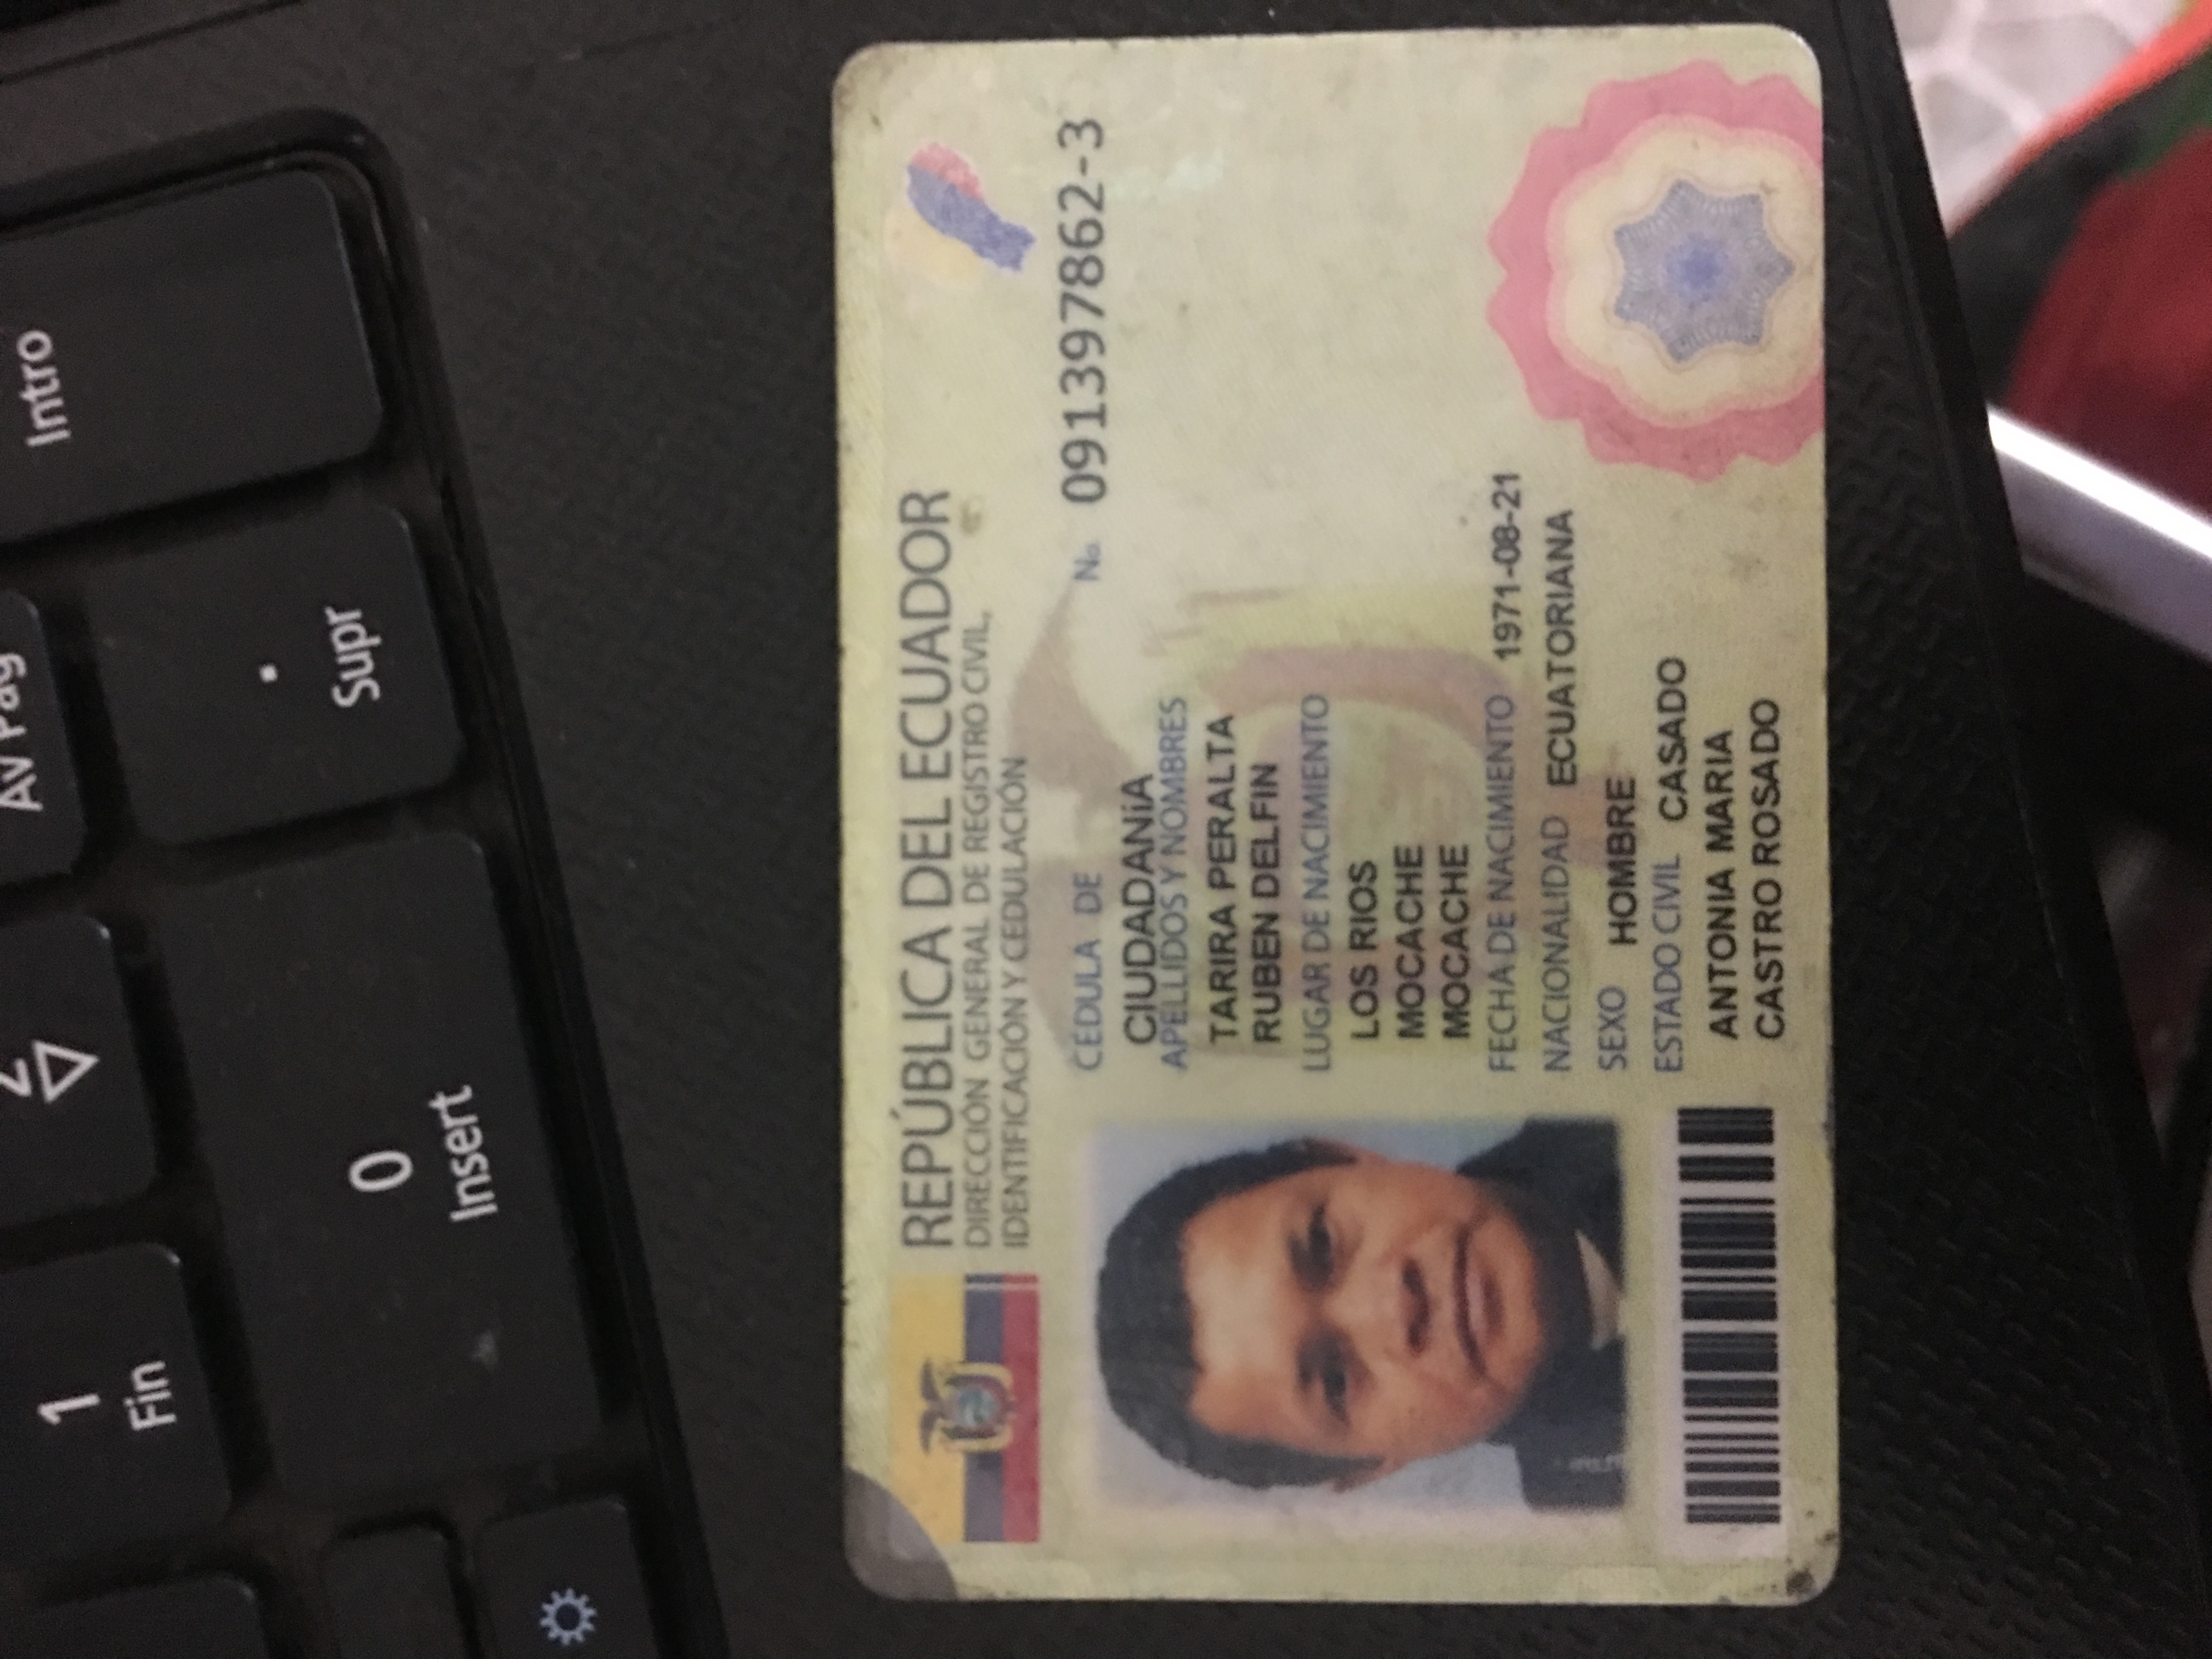 1
Fin
2
Av Pág
Intro
0
Insert
.
Supr
REPÚBLICA DEL ECUADOR
DIRECCIÓN GENERAL DE REGISTRO CIVIL,
IDENTIFICACIÓN Y CEDULACIÓN
CÉDULA DE No. 091397862-3
CIUDADANíA
APELLIDOS Y NOMBRES
TARIRA PERALTA
RUBEN DELFIN
LUGAR DE NACIMIENTO
LOS RIOS
MOCACHE
MOCACHE
FECHA DE NACIMIENTO 1971-08-21
NACIONALIDAD ECUATORIANA
SEXO HOMBRE
ESTADO CIVIL CASADO
ANTONIA MARIA
CASTRO ROSADO